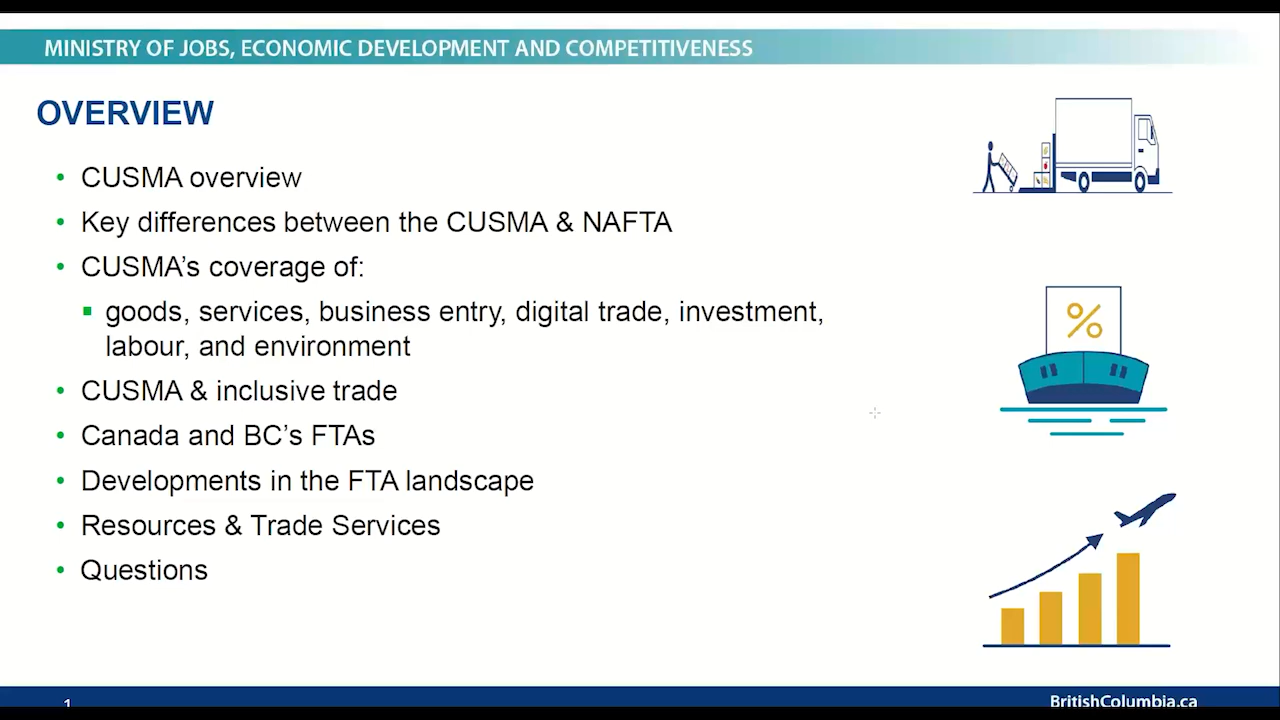 MINISTRY OF JOBS, ECONOMIC DEVELOPMENT AND COMPETITIVENESS
OVERVIEW
• CUSMA overview
• Key differences between the CUSMA & NAFTA
• CUSMA’s coverage of:
▪ goods, services, business entry, digital trade, investment,
labour, and environment
• CUSMA & inclusive trade
• Canada and BC’s FTAs
• Developments in the FTA landscape
• Resources & Trade Services
• Questions
%
1
BritishColumbia.ca